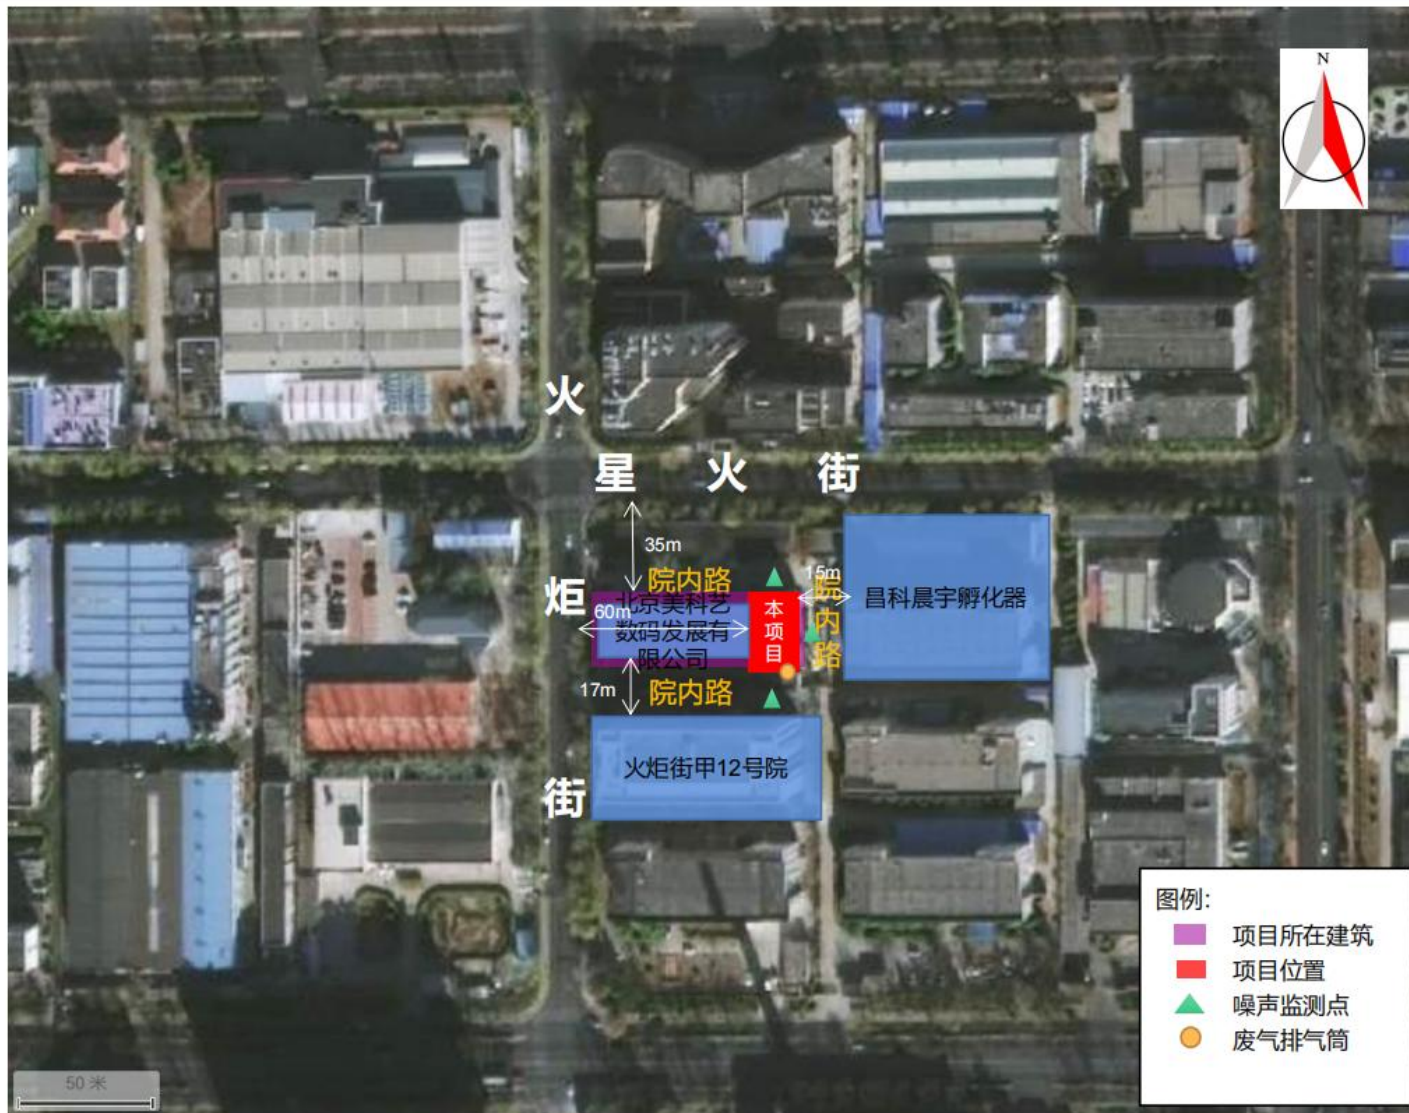 N
火
星火街
35m
炬
院内路
15m
院内路
北京美科艺
数码发展有
限公司
60m
本项目
昌科晨宇孵化器
17m
院内路
街
火炬街甲12号院
图例:
项目所在建筑
项目位置
噪声监测点
废气排气筒
50 米